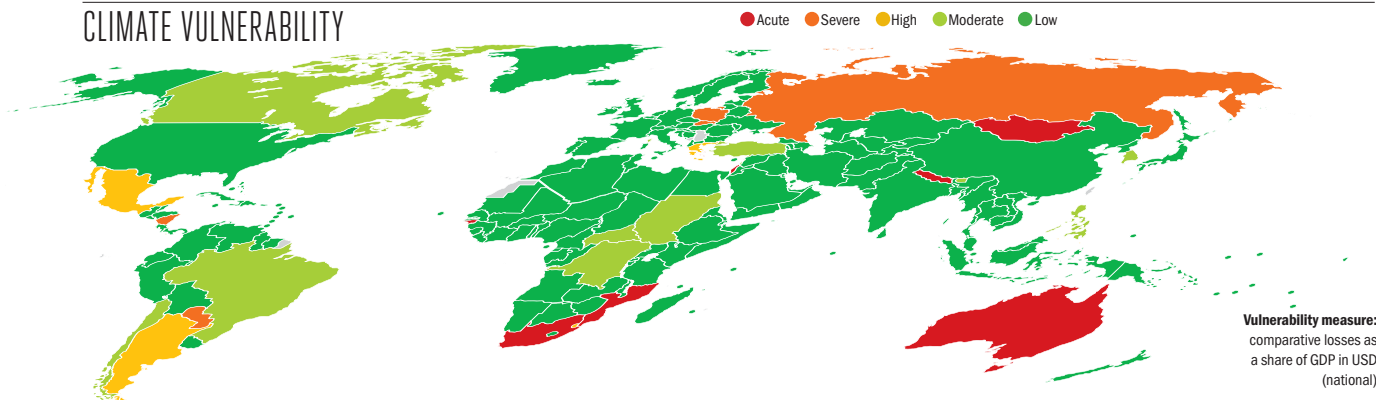 CLIMATE VULNERABILITY
Acute Severe High Moderate Low
Vulnerability measure:
comparative losses as
a share of GDP in USD
(national)